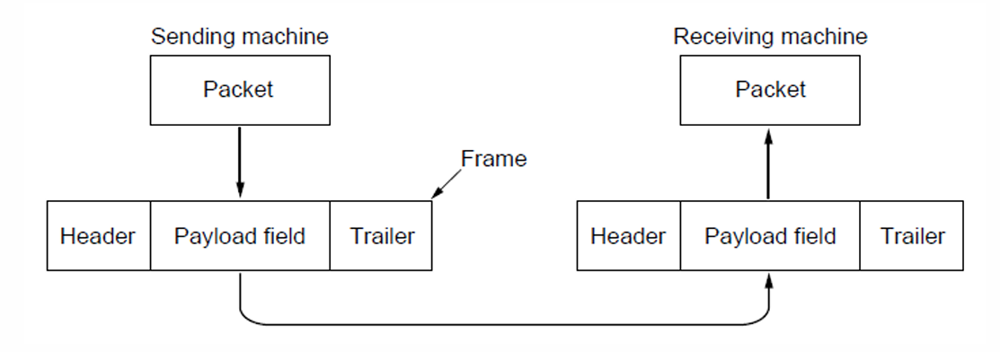 Sending machine
Receiving machine
Packet
Packet
Frame
Header
Payload field
Trailer
Header
Payload field
Trailer